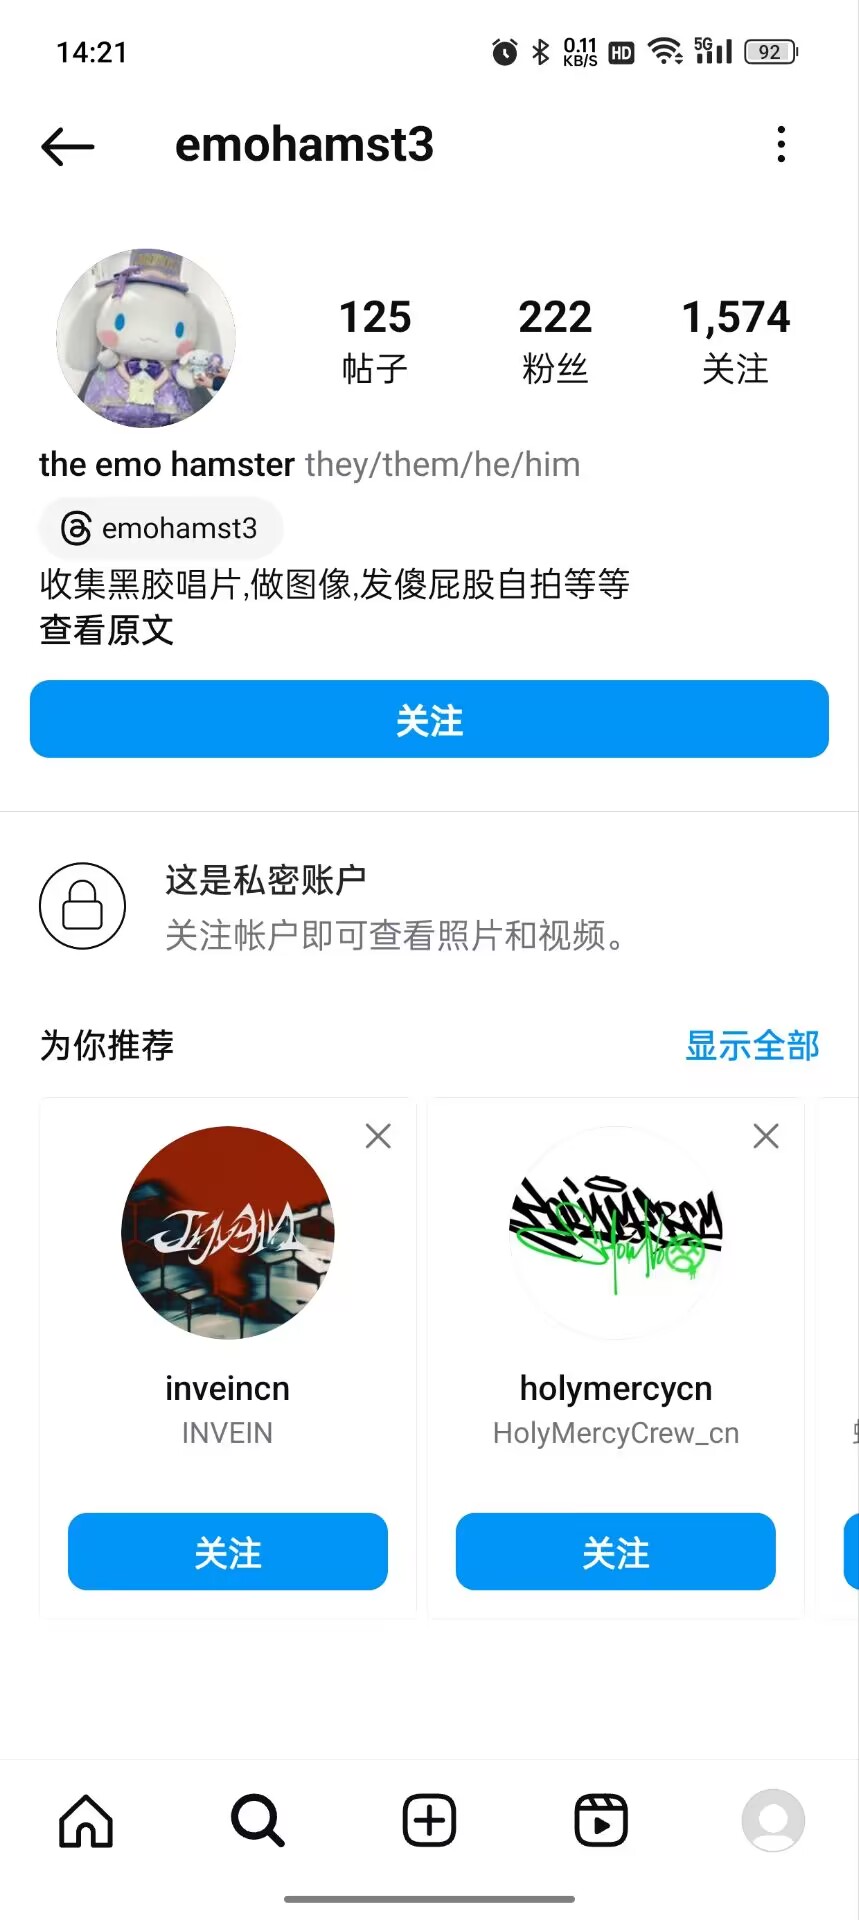 14:21
0.11
KB/S
HD
5G
92
emohamst3
125
222
1,574
帖子
粉丝
关注
the emo hamster they/them/he/him
emohamst3
收集黑胶唱片,做图像,发傻屁股自拍等等
查看原文
关注
这是私密账户
关注帐户即可查看照片和视频。
为你推荐
显示全部
inveincn
INVEIN
关注
holymercycn
HolyMercyCrew_cn
关注